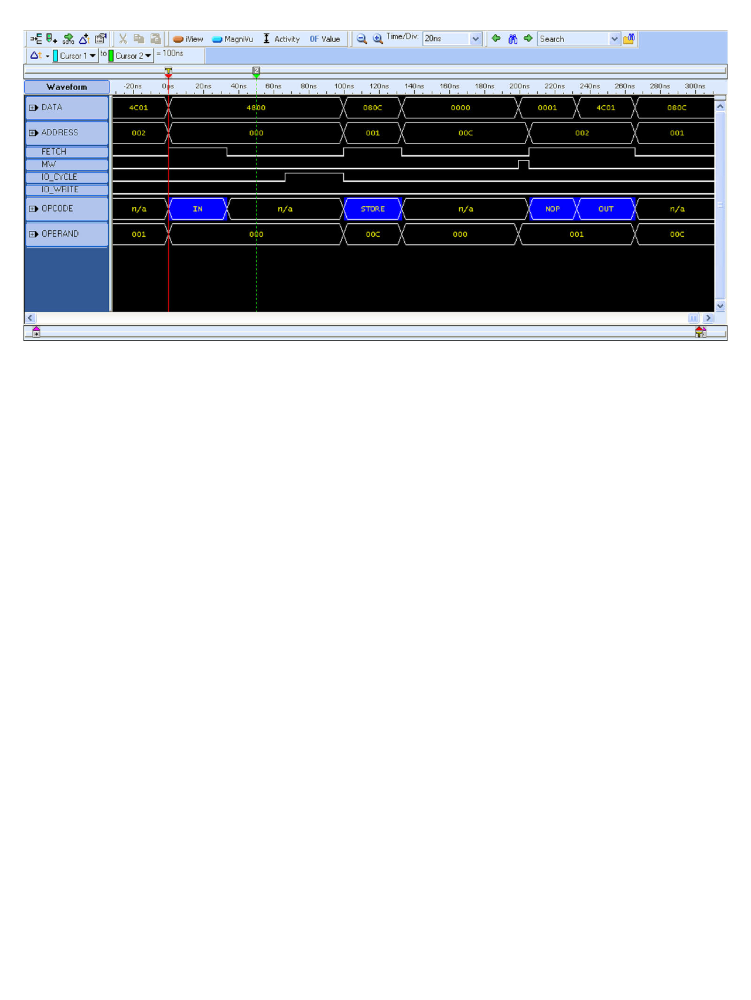 iView MagniVu Activity 0F Value Time/Div: 20ns Search
Δt Cursor 1 to Cursor 2 = 100ns
T 2
Waveform -20ns 0ps 20ns 40ns 60ns 80ns 100ns 120ns 140ns 160ns 180ns 200ns 220ns 240ns 260ns 280ns 300ns
DATA 4C01 4800 080C 0000 0001 4C01 080C
ADDRESS 002 000 001 00C 002 001
FETCH
MW
IO_CYCLE
IO_WRITE
OPCODE n/a IN n/a STORE n/a NOP OUT n/a
OPERAND 001 000 00C 000 001 00C
T